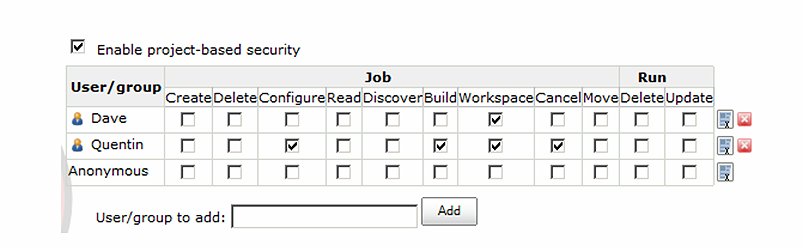 Enable project-based security
User/group Job Run
Create Delete Configure Read Discover Build Workspace Cancel Move Delete Update
Dave
Quentin
Anonymous
User/group to add: Add